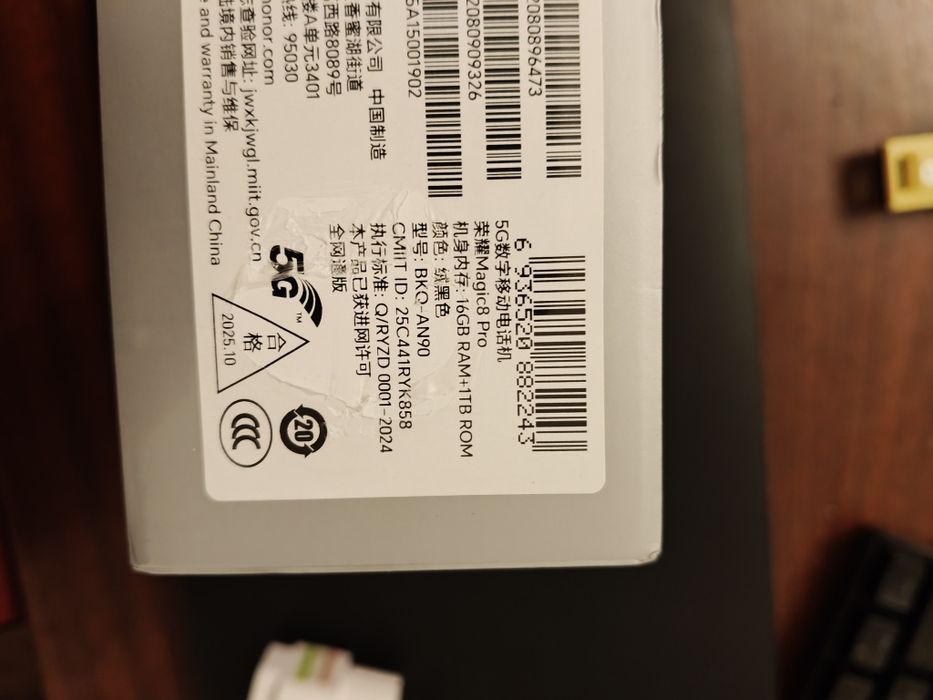 6 936520 882243
5G数字移动电话机
荣耀Magic8 Pro
机身内存: 16GB RAM+1TB ROM
颜色: 绒黑色
型号: BKQ-AN90
CMIIT ID: 25C441RYK858
执行标准: Q/RYZD 0001-2024
本产品已获进网许可
全网通版
5G™
合格
2025.10
CCC
20
2080896473
2080909326
5A15001902
有限公司 中国制造
香蜜湖街道
西路8089号
楼A单元3401
线: 95030
honor.com
查验网址: jwxkjwgl.miit.gov.cn
境内销售与维保
e and warranty in Mainland China